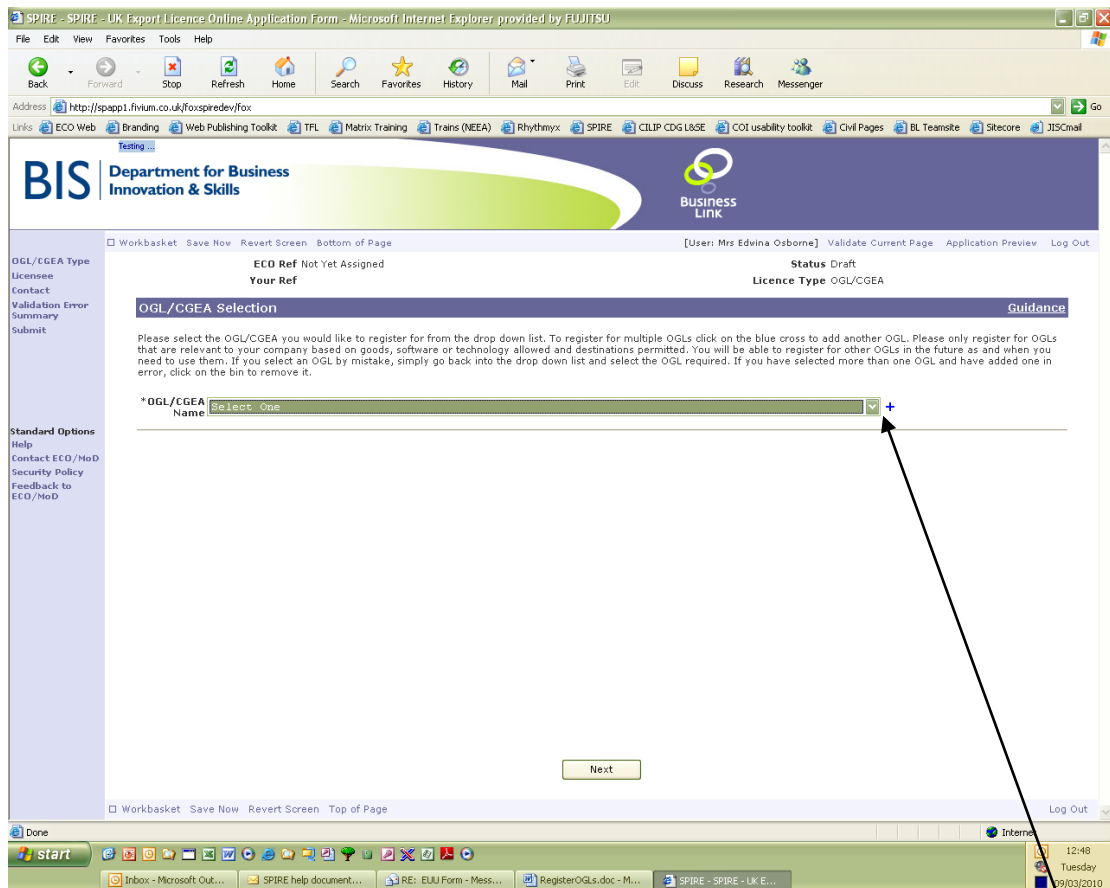 SPIRE - SPIRE - UK Export Licence Online Application Form - Microsoft Internet Explorer provided by FUJITSU
File Edit View Favorites Tools Help
Back Forward Stop Refresh Home Search Favorites History Mail Print Edit Discuss Research Messenger
Address http://spapp1.fivium.co.uk/foxspiredev/fox Go
Links ECO Web Branding Web Publishing Toolkit TFL Matrix Training Trains (NEEA) Rhythmyx SPIRE CILIP CDG L&SE COI usability toolkit Civil Pages BL Teamsite Sitecore JISCmail
Testing ...
BIS Department for Business
Innovation & Skills
Business
Link
Workbasket Save Now Revert Screen Bottom of Page [User: Mrs Edwina Osborne] Validate Current Page Application Preview Log Out
OGL/CGEA Type
Licensee
Contact
Validation Error
Summary
Submit
ECO Ref Not Yet Assigned Status Draft
Your Ref Licence Type OGL/CGEA
OGL/CGEA Selection Guidance
Please select the OGL/CGEA you would like to register for from the drop down list. To register for multiple OGLs click on the blue cross to add another OGL. Please only register for OGLs
that are relevant to your company based on goods, software or technology allowed and destinations permitted. You will be able to register for other OGLs in the future as and when you
need to use them. If you select an OGL by mistake, simply go back into the drop down list and select the OGL required. If you have selected more than one OGL and have added one in
error, click on the bin to remove it.
*OGL/CGEA
Name Select One +
Standard Options
Help
Contact ECO/MoD
Security Policy
Feedback to
ECO/MoD
Next
Workbasket Save Now Revert Screen Top of Page Log Out
Done
start 12:48
Tuesday
Inbox - Microsoft Out... SPIRE help document... RE: EUU Form - Mess... RegisterOGLs.doc - M... SPIRE - SPIRE - UK E... 09/03/2010